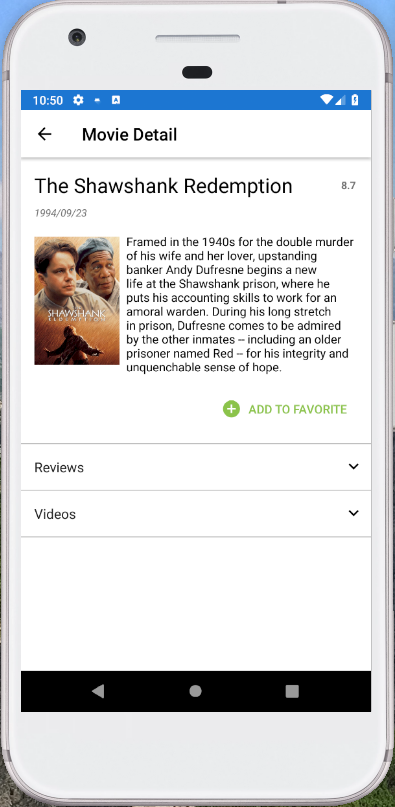 10:50
Movie Detail
The Shawshank Redemption 8.7
1994/09/23
SHAWSHANK
REDEMPTION
Framed in the 1940s for the double murder
of his wife and her lover, upstanding
banker Andy Dufresne begins a new
life at the Shawshank prison, where he
puts his accounting skills to work for an
amoral warden. During his long stretch
in prison, Dufresne comes to be admired
by the other inmates -- including an older
prisoner named Red -- for his integrity and
unquenchable sense of hope.
ADD TO FAVORITE
Reviews
Videos